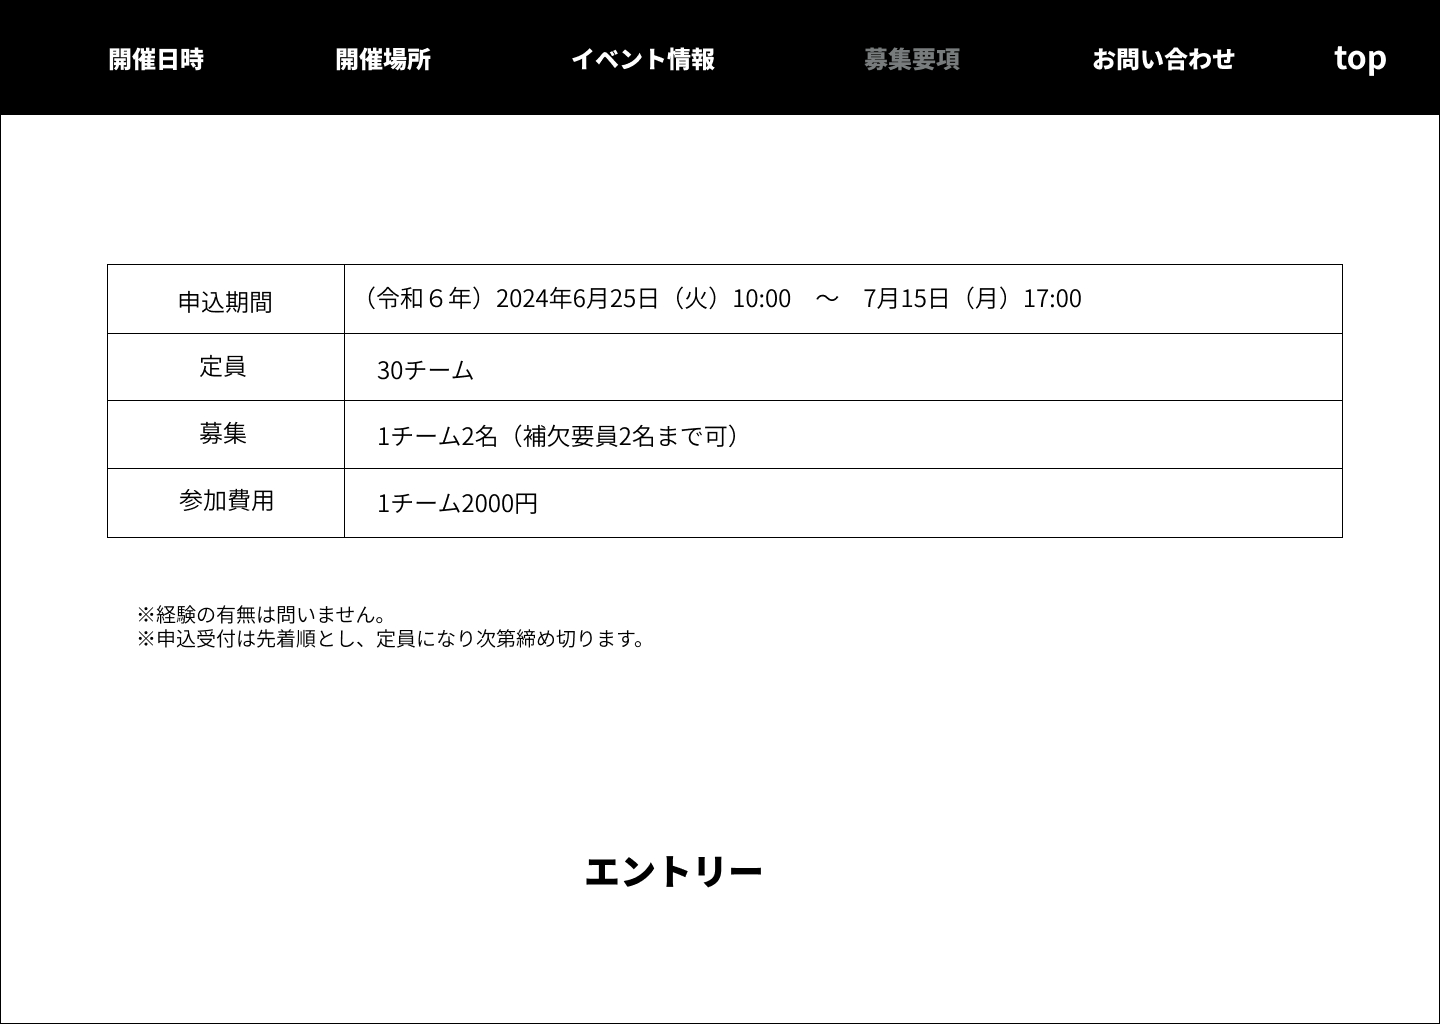 開催日時 開催場所 イベント情報 募集要項 お問い合わせ top
申込期間 （令和６年）2024年6月25日（火）10:00　～　7月15日（月）17:00
定員 30チーム
募集 1チーム2名（補欠要員2名まで可）
参加費用 1チーム2000円
※経験の有無は問いません。
※申込受付は先着順とし、定員になり次第締め切ります。
エントリー